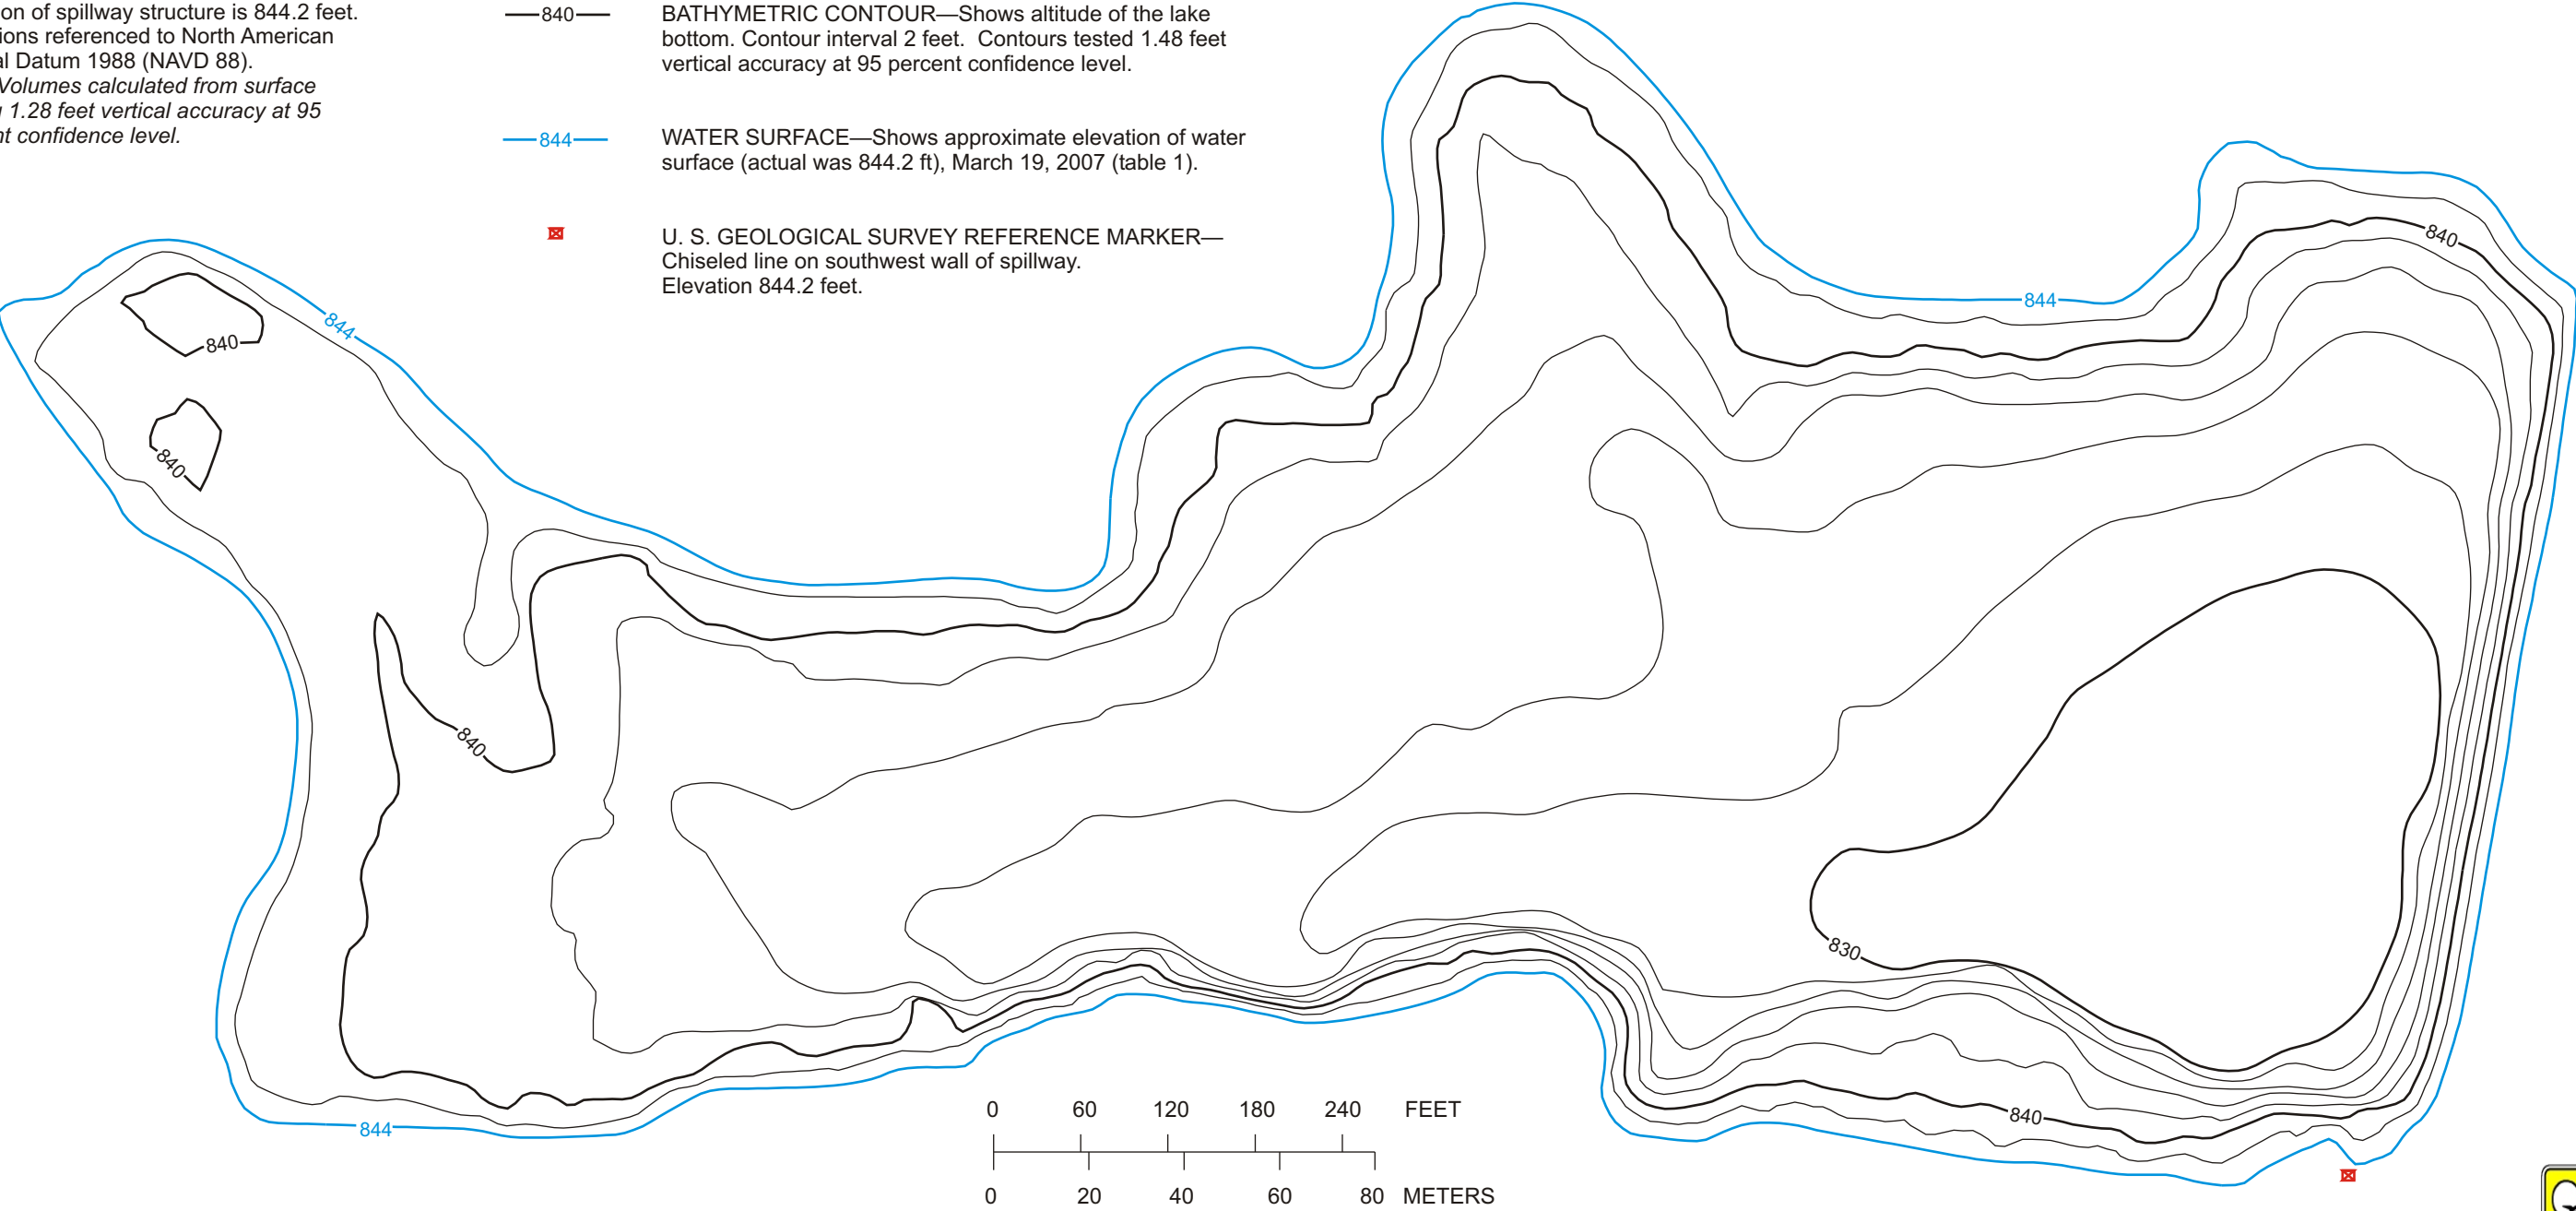 on of spillway structure is 844.2 feet.
ions referenced to North American
al Datum 1988 (NAVD 88).
Volumes calculated from surface
1.28 feet vertical accuracy at 95
nt confidence level.
840
BATHYMETRIC CONTOUR—Shows altitude of the lake
bottom. Contour interval 2 feet. Contours tested 1.48 feet
vertical accuracy at 95 percent confidence level.
844
WATER SURFACE—Shows approximate elevation of water
surface (actual was 844.2 ft), March 19, 2007 (table 1).
U. S. GEOLOGICAL SURVEY REFERENCE MARKER—
Chiseled line on southwest wall of spillway.
Elevation 844.2 feet.
840
844
844
840
840
840
830
840
844
0 60 120 180 240 FEET
0 20 40 60 80 METERS